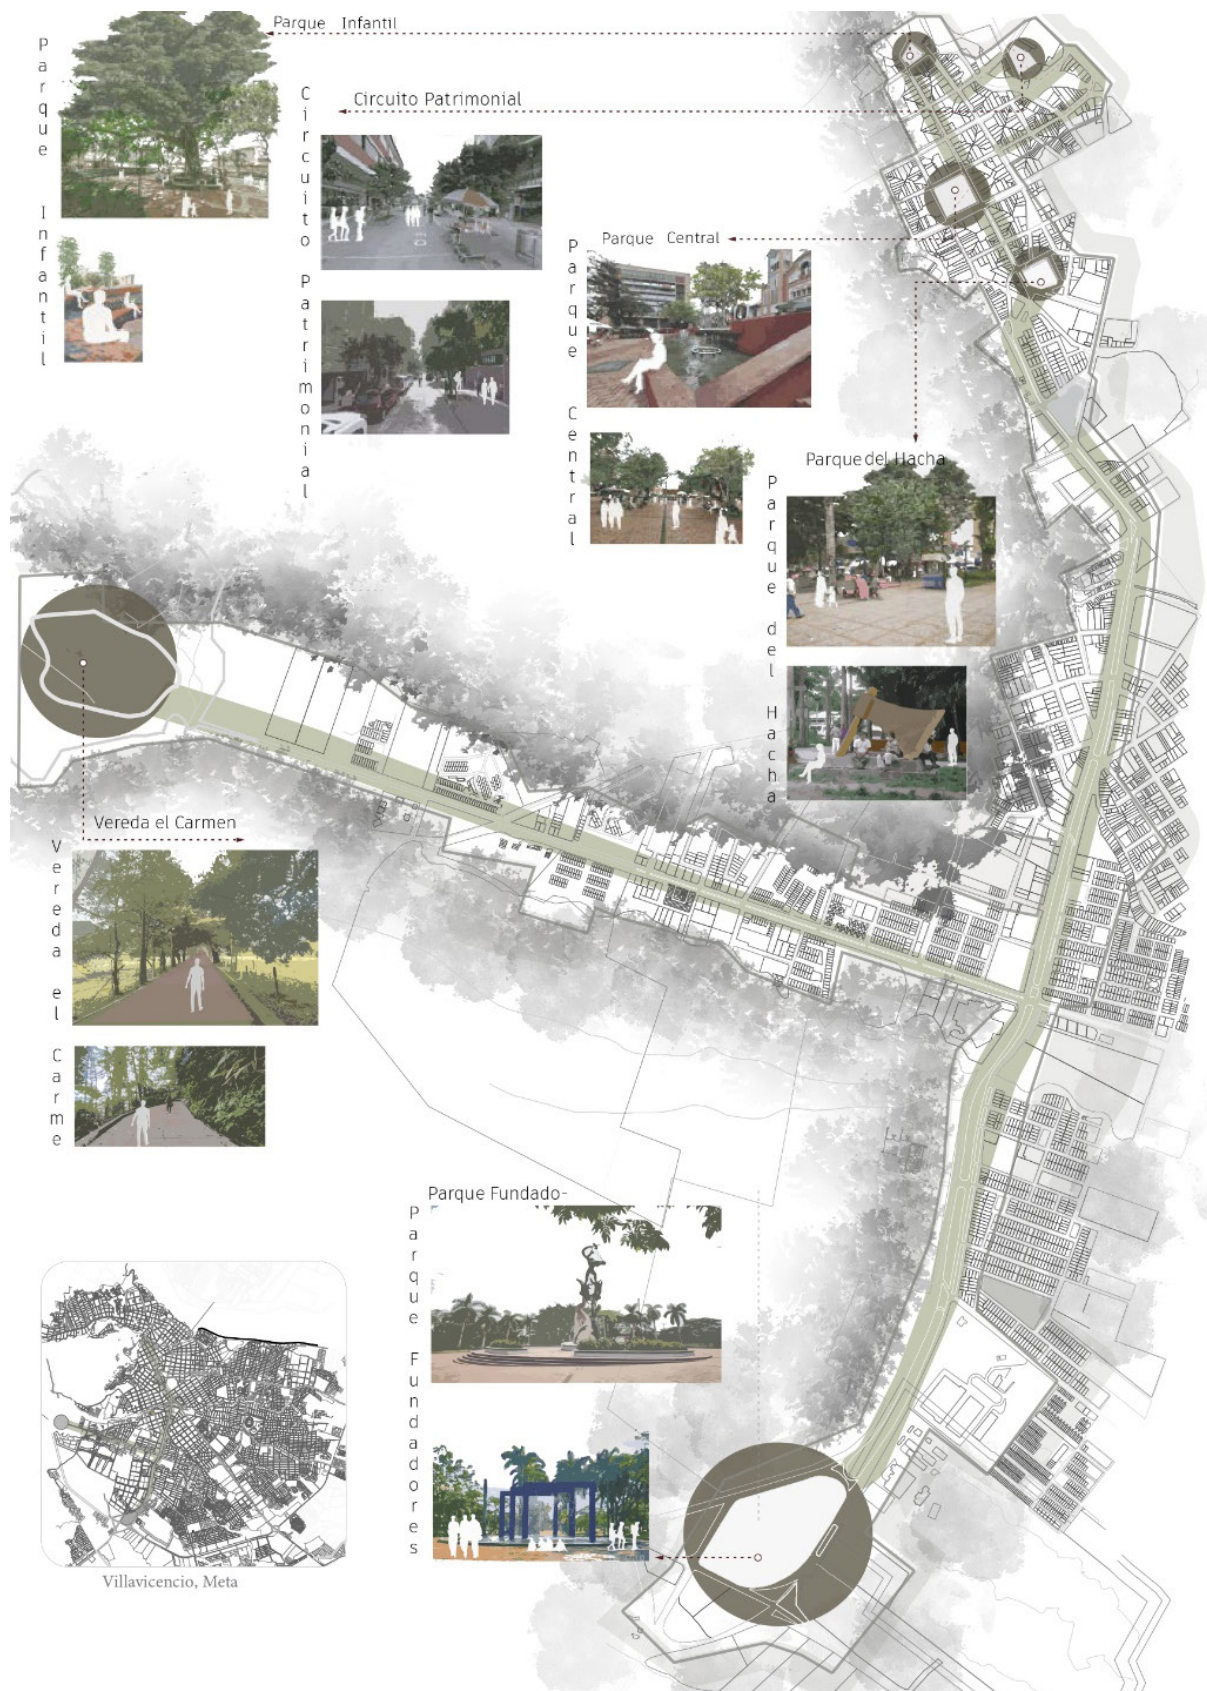 Parque Infantil
Parque Infantil
Circuito Patrimonial
Circuito Patrimonial
Parque Central
Parque Central
Parque del Hacha
Parque del Hacha
Vereda el Carmen
Vereda el Carme
Parque Fundado-
Parque Fundadores
Villavicencio, Meta